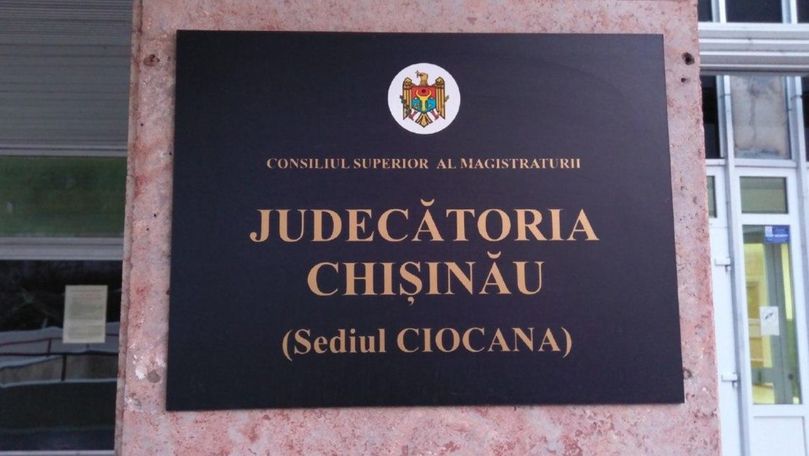 CONSILIUL SUPERIOR AL MAGISTRATURII
JUDECĂTORIA
CHIȘINĂU
(Sediul CIOCANA)